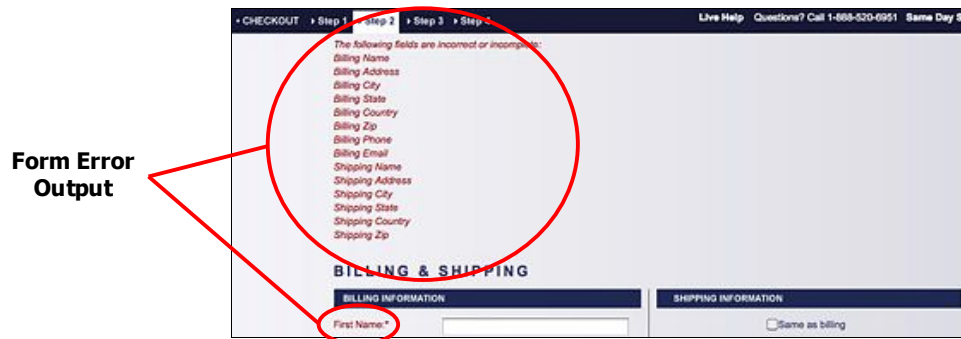 CHECKOUT Step 1 Step 2 Step 3 Step Live Help Questions? Call 1-888-520-6951 Same Day S
The following fields are incorrect or incomplete:
Billing Name
Billing Address
Billing City
Billing State
Billing Country
Billing Zip
Billing Phone
Billing Email
Shipping Name
Shipping Address
Shipping City
Shipping State
Shipping Country
Shipping Zip
Form Error
Output
BILLING & SHIPPING
BILLING INFORMATION SHIPPING INFORMATION
First Name:* Same as billing